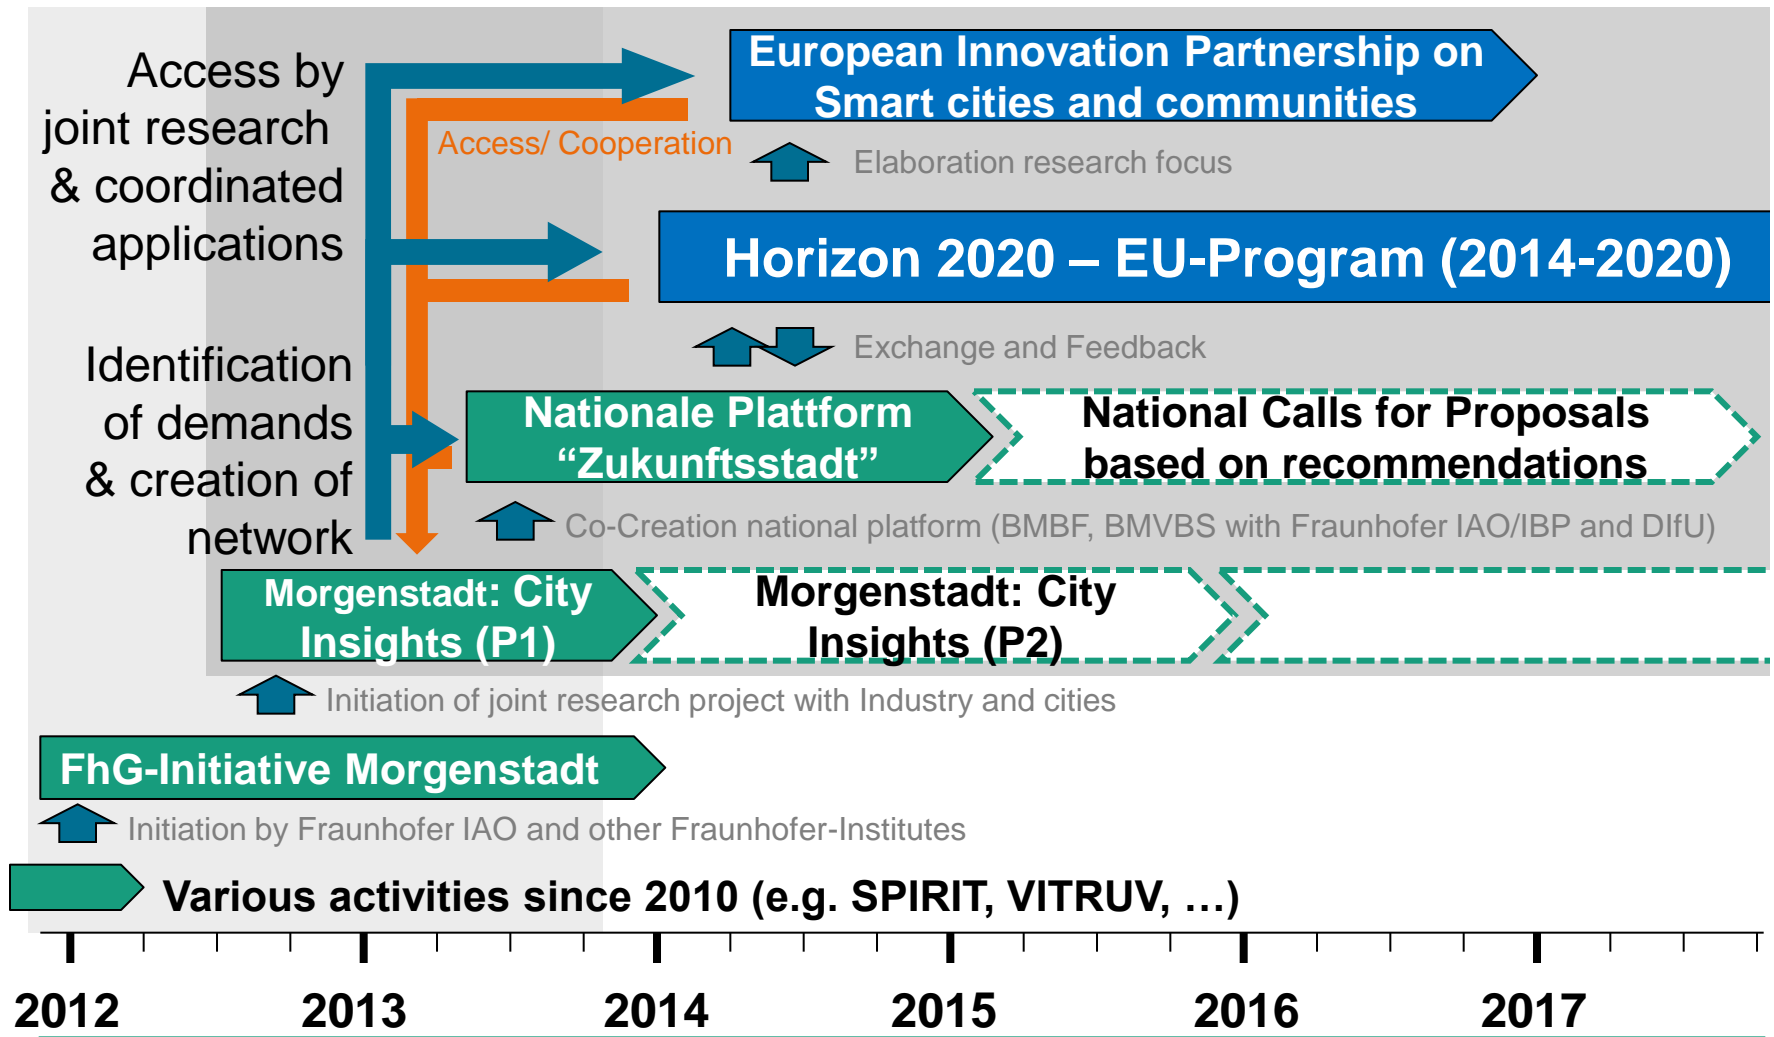 Access by
joint research
& coordinated
applications
European Innovation Partnership on
Smart cities and communities
Access/ Cooperation
Elaboration research focus
Horizon 2020 – EU-Program (2014-2020)
Exchange and Feedback
Identification
of demands
& creation of
network
Nationale Plattform
“Zukunftsstadt”
National Calls for Proposals
based on recommendations
Co-Creation national platform (BMBF, BMVBS with Fraunhofer IAO/IBP and DIfU)
Morgenstadt: City
Insights (P1)
Morgenstadt: City
Insights (P2)
Initiation of joint research project with Industry and cities
FhG-Initiative Morgenstadt
Initiation by Fraunhofer IAO and other Fraunhofer-Institutes
Various activities since 2010 (e.g. SPIRIT, VITRUV, …)
2012 2013 2014 2015 2016 2017